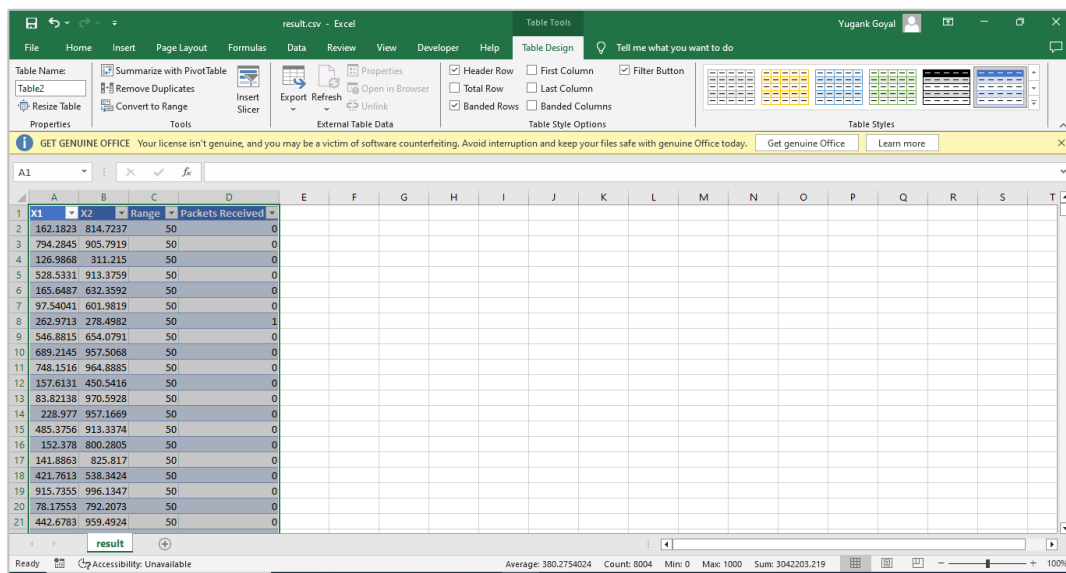 result.csv - Excel
Table Tools
Yugank Goyal
File Home Insert Page Layout Formulas Data Review View Developer Help Table Design Tell me what you want to do
Table Name:
Table2
Resize Table
Properties
Summarize with PivotTable
Remove Duplicates
Convert to Range
Insert Slicer
Tools
Export Refresh
Properties
Open in Browser
Unlink
External Table Data
Header Row First Column Filter Button
Total Row Last Column
Banded Rows Banded Columns
Table Style Options
Table Styles
GET GENUINE OFFICE Your license isn't genuine, and you may be a victim of software counterfeiting. Avoid interruption and keep your files safe with genuine Office today. Get genuine Office Learn more
A1 fx
A B C D E F G H I J K L M N O P Q R S T
1 X1 X2 Range Packets Received
2 162.1823 814.7237 50 0
3 794.2845 905.7919 50 0
4 126.9868 311.215 50 0
5 528.5331 913.3759 50 0
6 165.6487 632.3592 50 0
7 97.54041 601.9819 50 0
8 262.9713 278.4982 50 1
9 546.8815 654.0791 50 0
10 689.2145 957.5068 50 0
11 748.1516 964.8885 50 0
12 157.6131 450.5416 50 0
13 83.82138 970.5928 50 0
14 228.977 957.1669 50 0
15 485.3756 913.3374 50 0
16 152.378 800.2805 50 0
17 141.8863 825.817 50 0
18 421.7613 538.3424 50 0
19 915.7355 996.1347 50 0
20 78.17553 792.2073 50 0
21 442.6783 959.4924 50 0
result
Ready Accessibility: Unavailable Average: 380.2754024 Count: 8004 Min: 0 Max: 1000 Sum: 3042203.219 100%